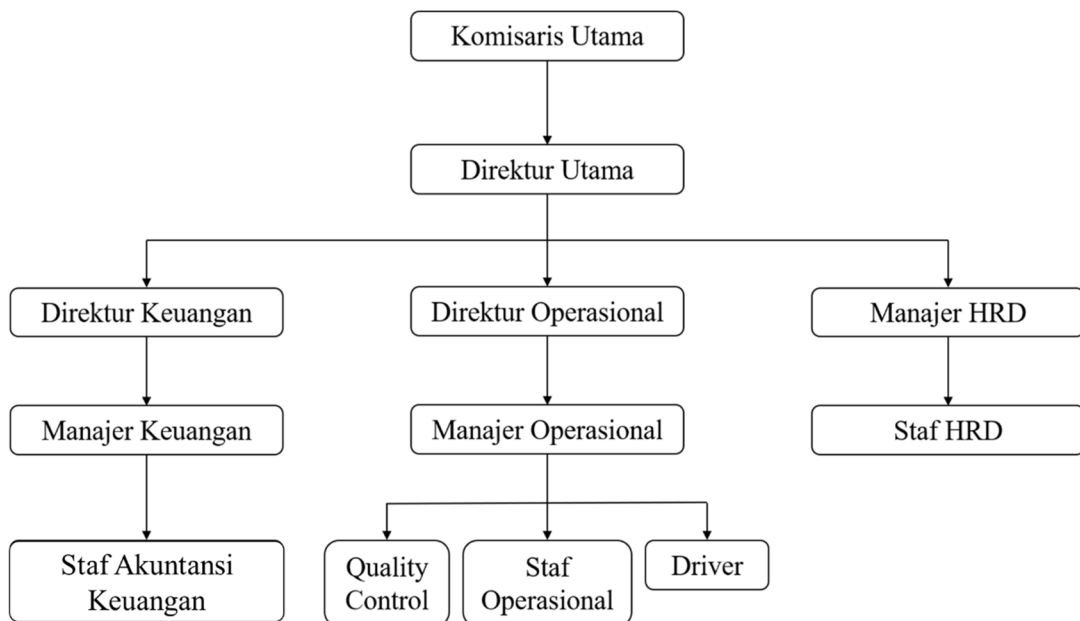 Komisaris Utama
Direktur Utama
Direktur Keuangan
Direktur Operasional
Manajer HRD
Manajer Keuangan
Manajer Operasional
Staf HRD
Staf Akuntansi
Keuangan
Quality
Control
Staf
Operasional
Driver